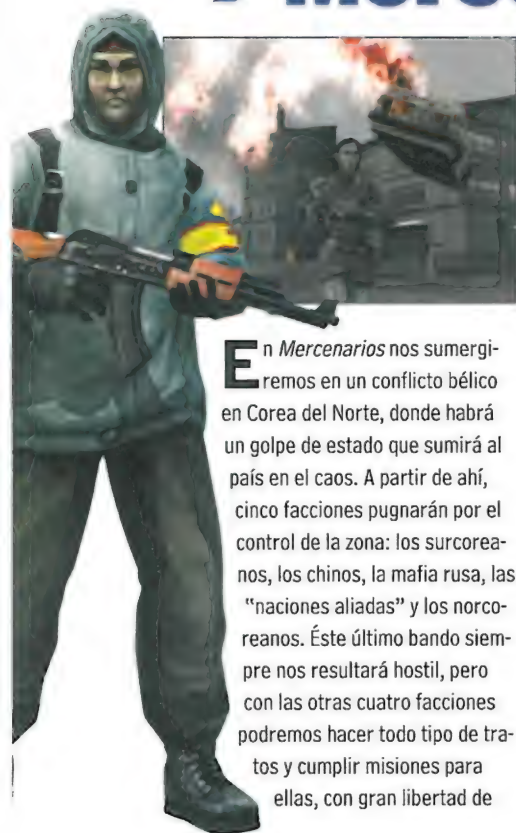 En Mercenarios nos sumergi-
remos en un conflicto bélico
en Corea del Norte, donde habrá
un golpe de estado que sumirá al
país en el caos. A partir de ahí,
cinco facciones pugnarán por el
control de la zona: los surcorea-
nos, los chinos, la mafia rusa, las
"naciones aliadas" y los norco-
reanos. Éste último bando siem-
pre nos resultará hostil, pero
con las otras cuatro facciones
podremos hacer todo tipo de tra-
tos y cumplir misiones para
ellas, con gran libertad de